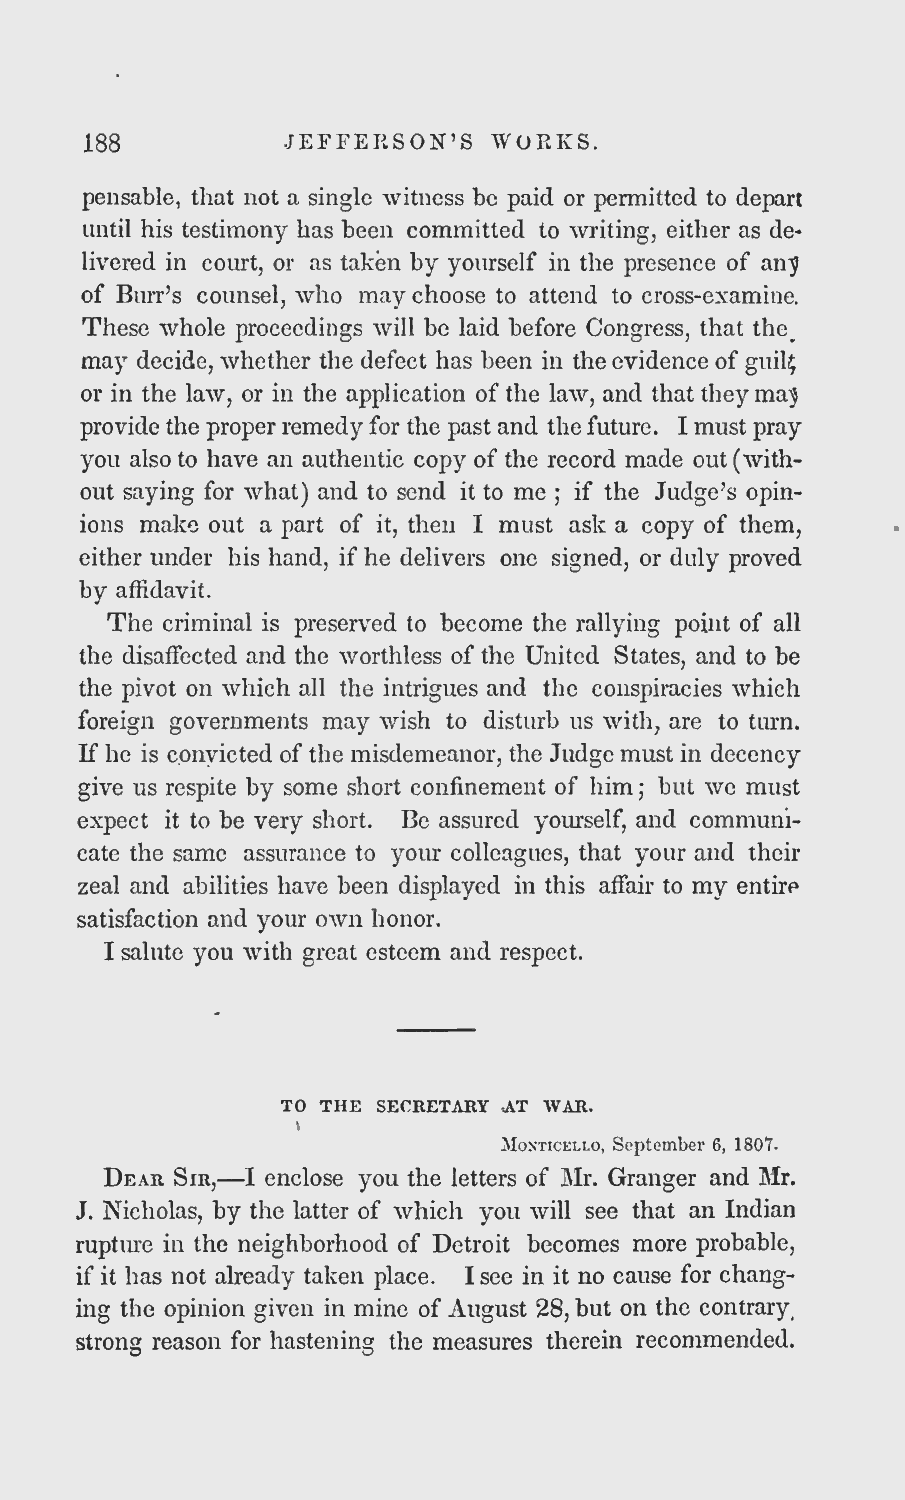 188 JEFFERSON'S WORKS.
pensable, that not a single witness be paid or permitted to depart
until his testimony has been committed to writing, either as de-
livered in court, or as taken by yourself in the presence of any
of Burr's counsel, who may choose to attend to cross-examine.
These whole proceedings will be laid before Congress, that the
may decide, whether the defect has been in the evidence of guilt,
or in the law, or in the application of the law, and that they may
provide the proper remedy for the past and the future. I must pray
you also to have an authentic copy of the record made out (with-
out saying for what) and to send it to me ; if the Judge's opin-
ions make out a part of it, then I must ask a copy of them,
either under his hand, if he delivers one signed, or duly proved
by affidavit.
The criminal is preserved to become the rallying point of all
the disaffected and the worthless of the United States, and to be
the pivot on which all the intrigues and the conspiracies which
foreign governments may wish to disturb us with, are to turn.
If he is convicted of the misdemeanor, the Judge must in decency
give us respite by some short confinement of him; but we must
expect it to be very short. Be assured yourself, and communi-
cate the same assurance to your colleagues, that your and their
zeal and abilities have been displayed in this affair to my entire
satisfaction and your own honor.
I salute you with great esteem and respect.
TO THE SECRETARY AT WAR.
MONTICELLO, September 6, 1807.
DEAR SIR,—I enclose you the letters of Mr. Granger and Mr.
J. Nicholas, by the latter of which you will see that an Indian
rupture in the neighborhood of Detroit becomes more probable,
if it has not already taken place. I see in it no cause for chang-
ing the opinion given in mine of August 28, but on the contrary,
strong reason for hastening the measures therein recommended.